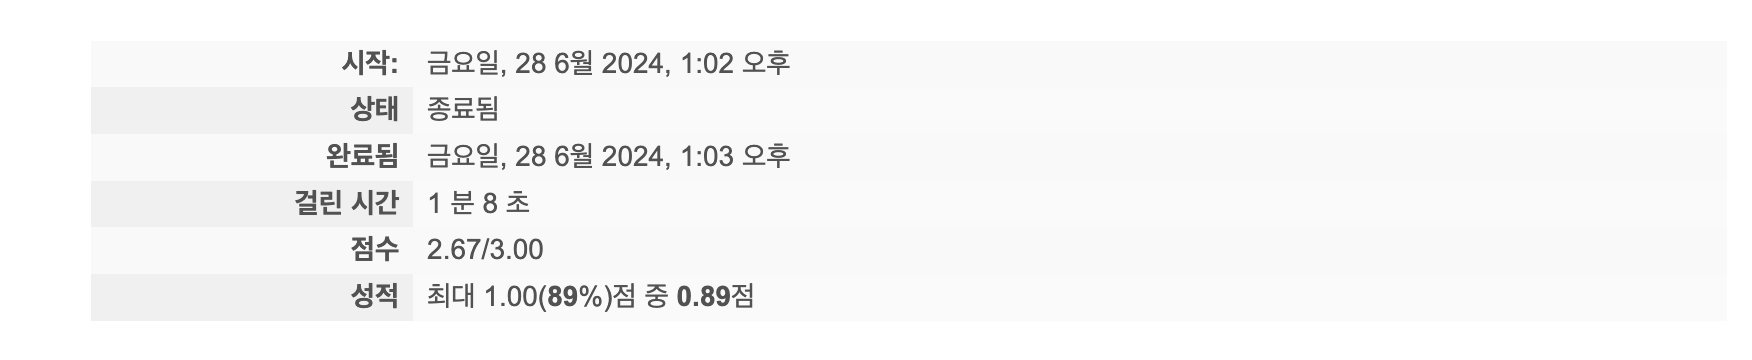 시작: 금요일, 28 6월 2024, 1:02 오후
상태 종료됨
완료됨 금요일, 28 6월 2024, 1:03 오후
걸린 시간 1 분 8 초
점수 2.67/3.00
성적 최대 1.00(89%)점 중 0.89점